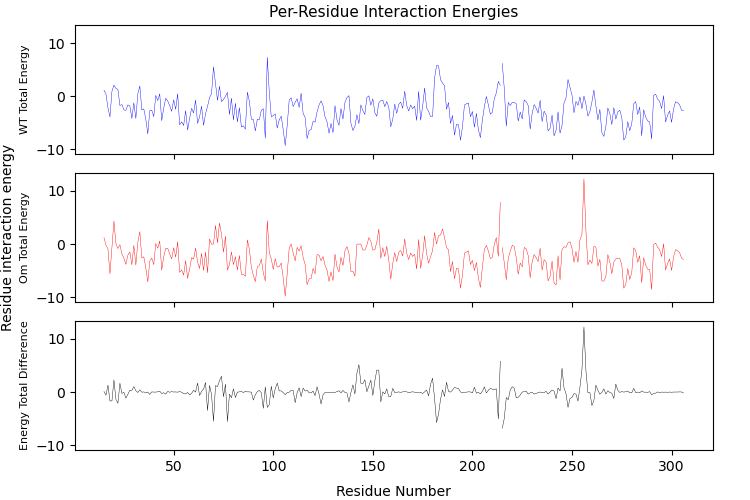 Per-Residue Interaction Energies
Residue interaction energy
WT Total Energy
10
0
−10
Om Total Energy
10
0
−10
Energy Total Difference
10
0
−10
50 100 150 200 250 300
Residue Number